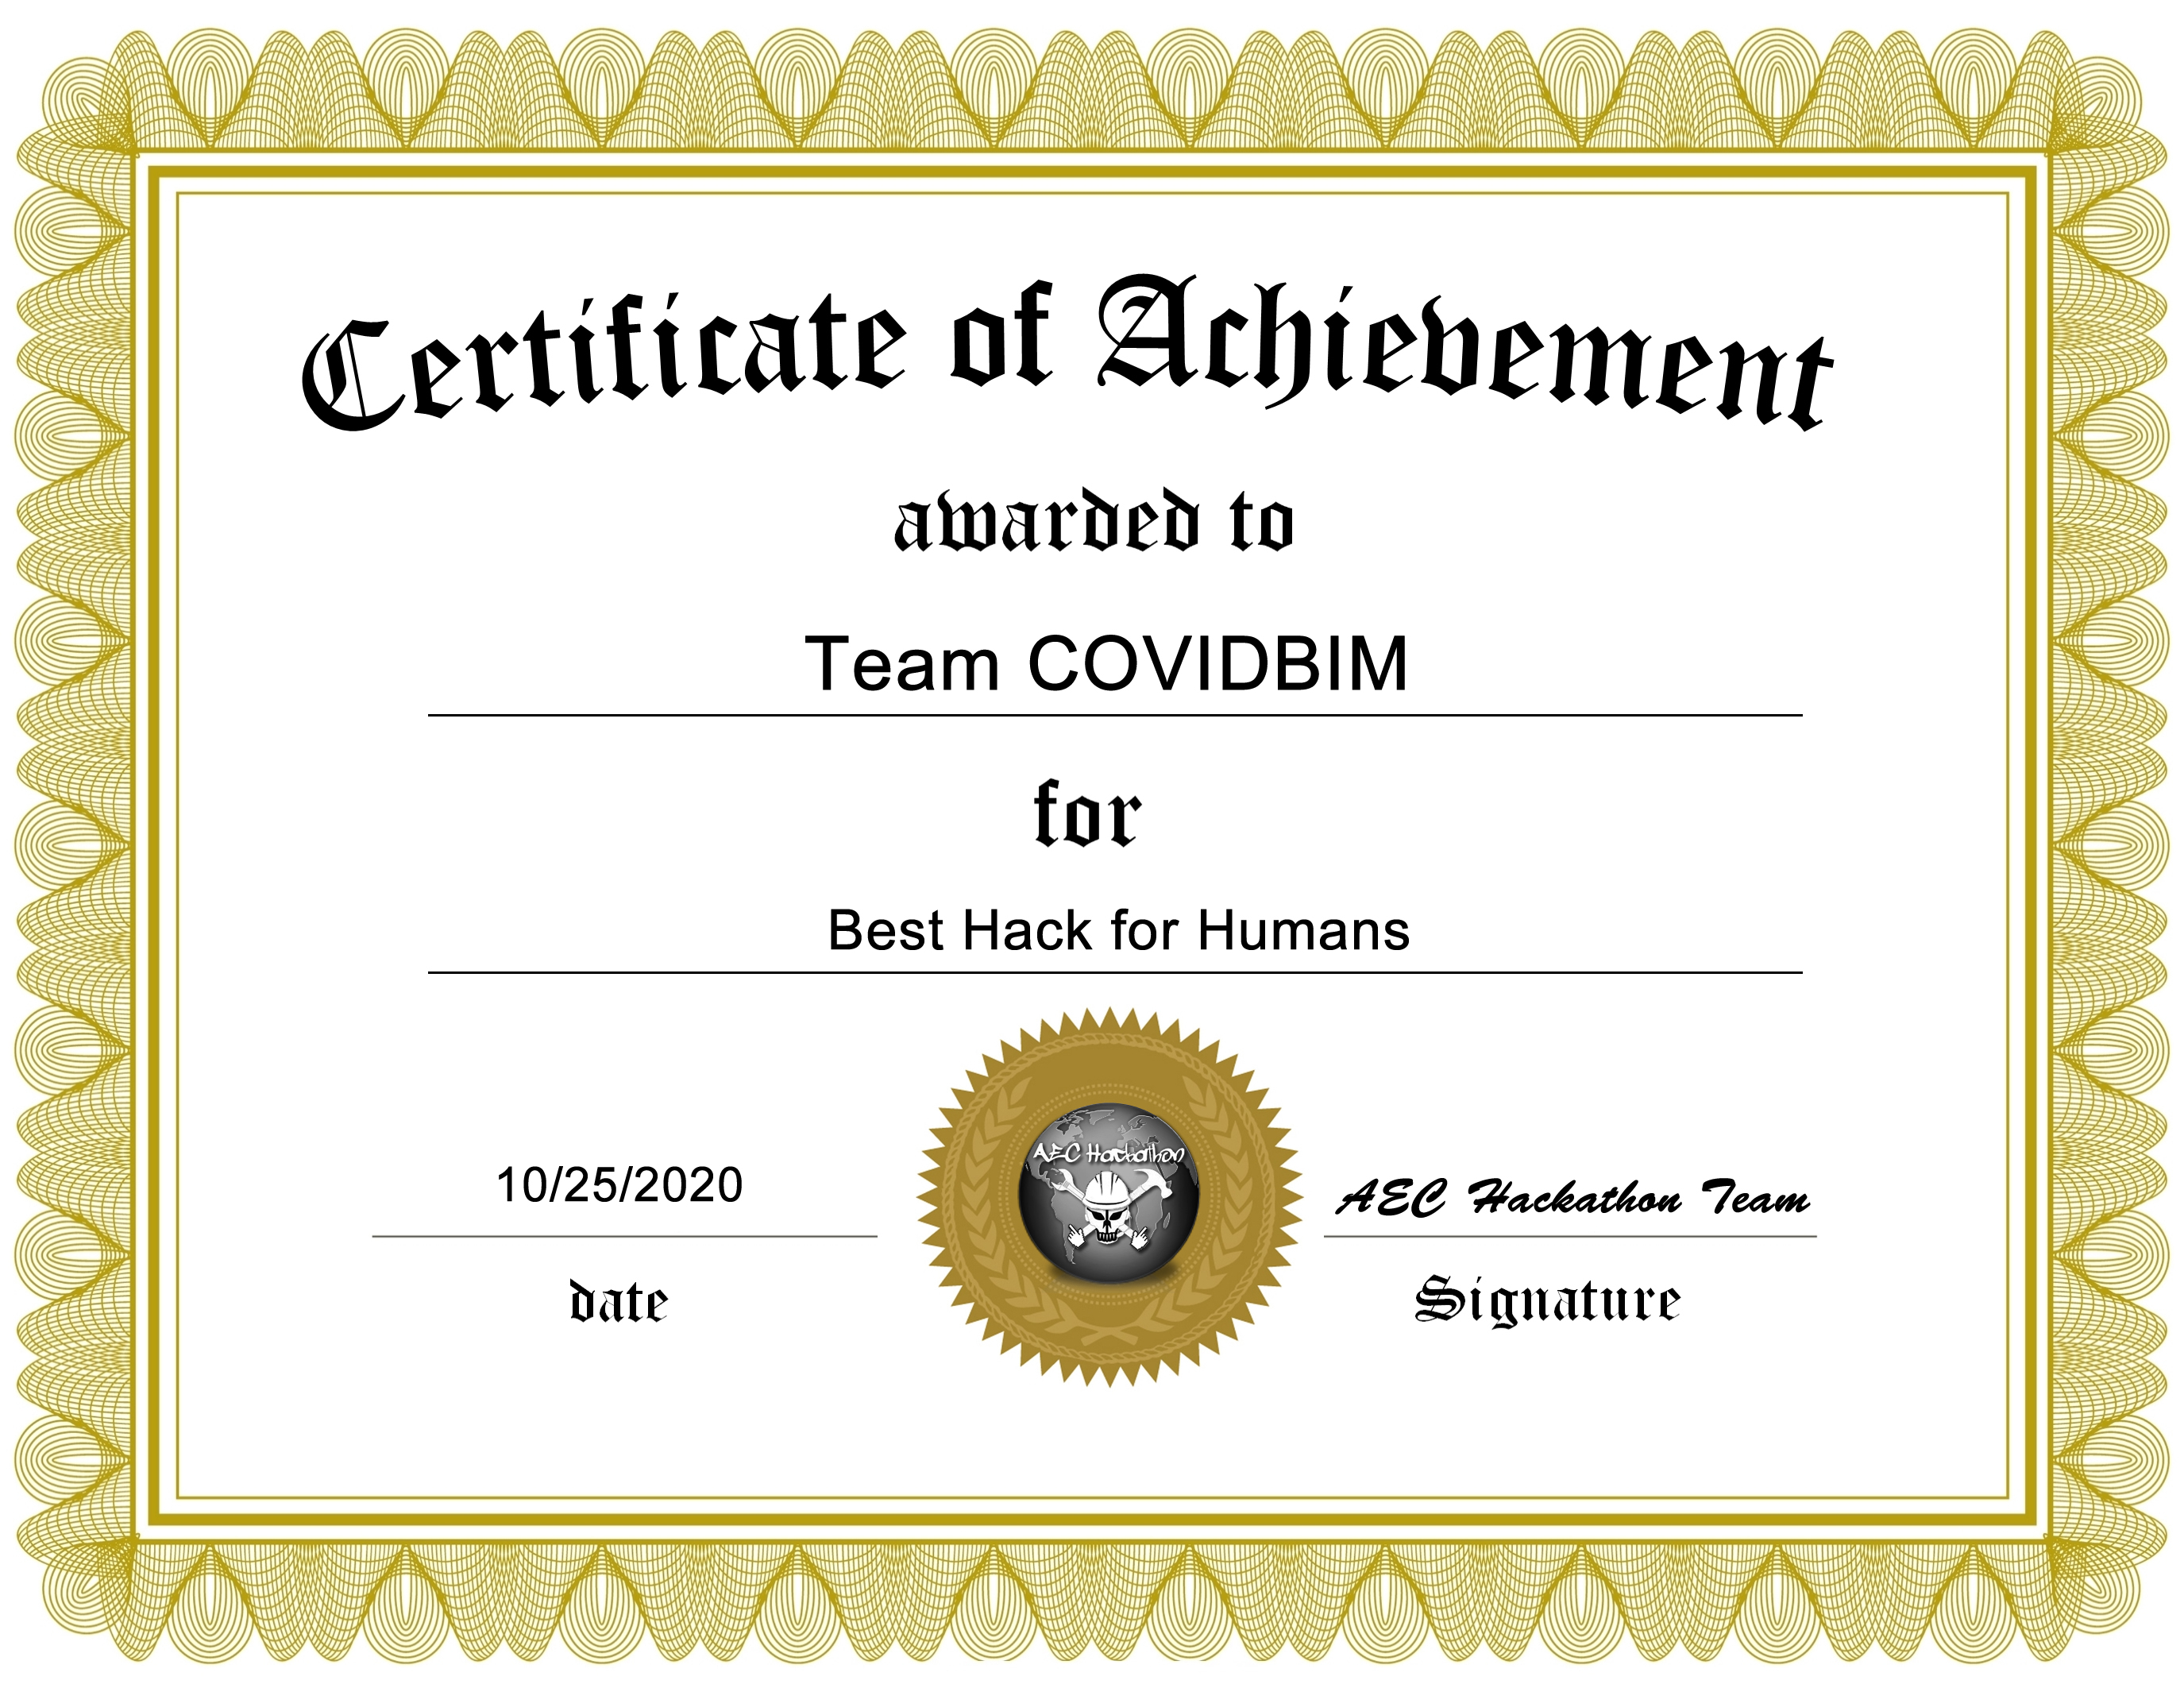 Certificate of Achievement
awarded to
Team COVIDBIM
for
Best Hack for Humans
AEC Hackathon
10/25/2020
AEC Hackathon Team
date
Signature